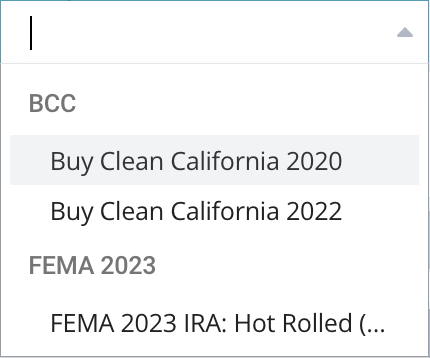 BCC
Buy Clean California 2020
Buy Clean California 2022
FEMA 2023
FEMA 2023 IRA: Hot Rolled (...